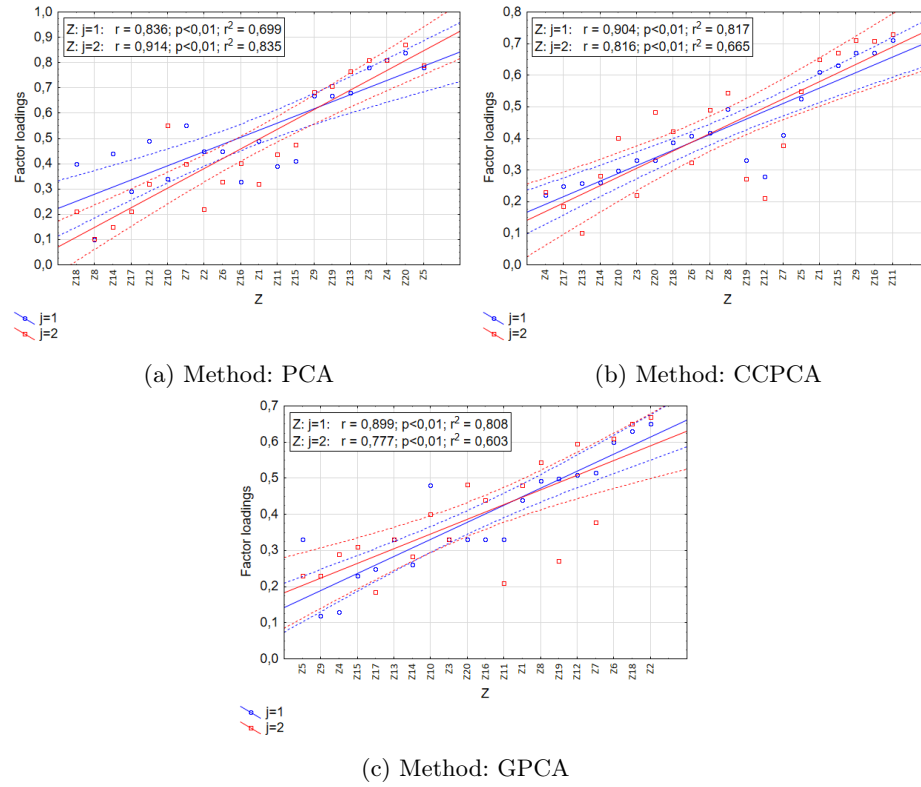 Z: j=1: r = 0,836; p<0,01; r² = 0,699
Z: j=2: r = 0,914; p<0,01; r² = 0,835
Factor loadings
1,0
0,9
0,8
0,7
0,6
0,5
0,4
0,3
0,2
0,1
0,0
Z18 Z8 Z14 Z17 Z12 Z10 Z7 Z2 Z6 Z16 Z1 Z11 Z15 Z9 Z19 Z13 Z3 Z4 Z20 Z5
Z
j=1
j=2
(a) Method: PCA
Z: j=1: r = 0,904; p<0,01; r² = 0,817
Z: j=2: r = 0,816; p<0,01; r² = 0,665
Factor loadings
0,8
0,7
0,6
0,5
0,4
0,3
0,2
0,1
0,0
Z4 Z17 Z13 Z14 Z10 Z3 Z20 Z18 Z6 Z2 Z8 Z19 Z12 Z7 Z5 Z1 Z15 Z9 Z16 Z11
Z
j=1
j=2
(b) Method: CCPCA
Z: j=1: r = 0,899; p<0,01; r² = 0,808
Z: j=2: r = 0,777; p<0,01; r² = 0,603
Factor loadings
0,7
0,6
0,5
0,4
0,3
0,2
0,1
0,0
Z5 Z9 Z4 Z15 Z17 Z13 Z14 Z10 Z3 Z20 Z16 Z11 Z1 Z8 Z19 Z12 Z7 Z6 Z18 Z2
Z
j=1
j=2
(c) Method: GPCA